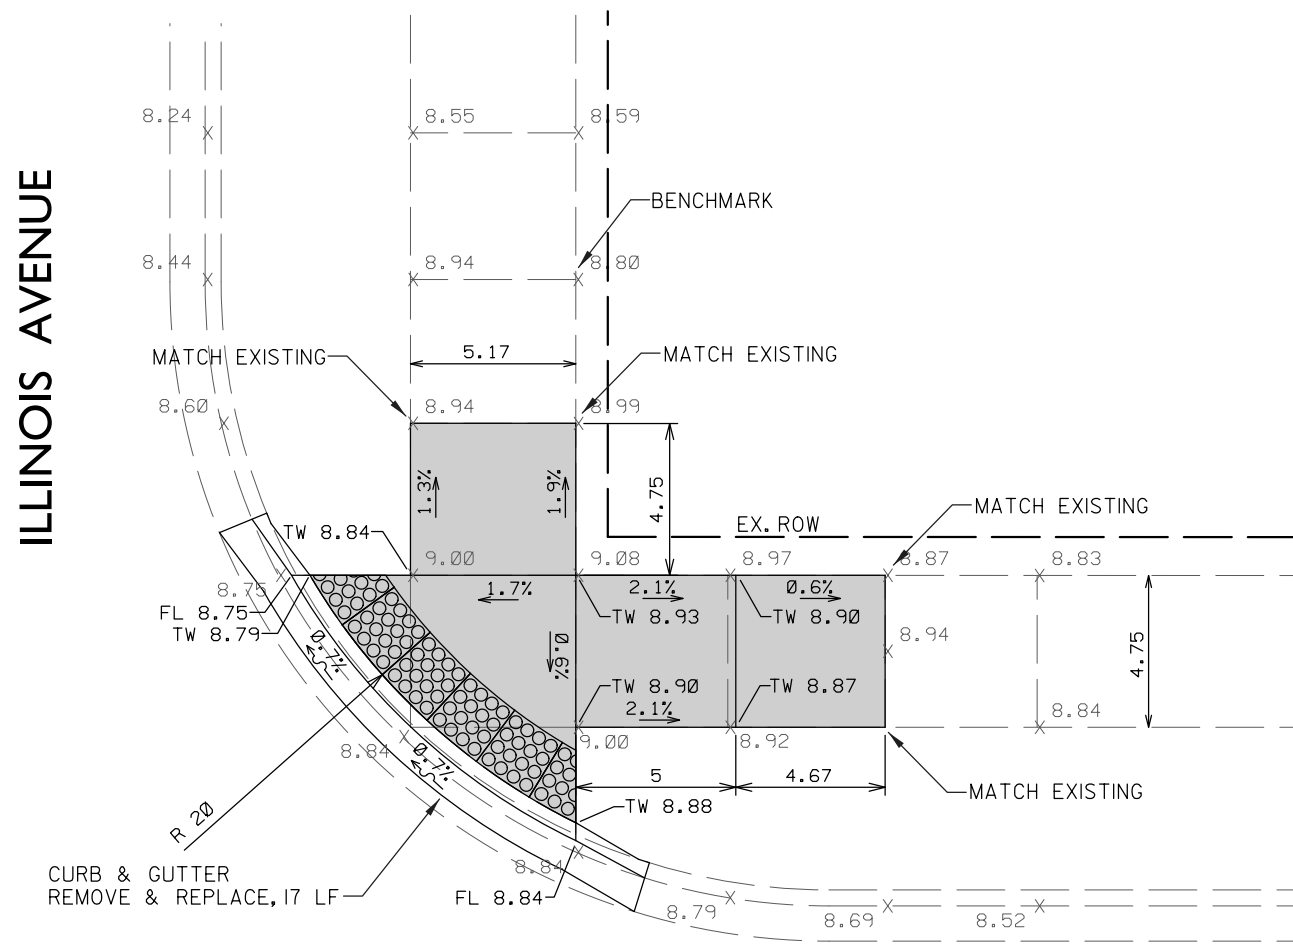 8.24
8.55
8.59
ILLINOIS AVENUE
BENCHMARK
8.44
8.94
8.80
MATCH EXISTING
5.17
MATCH EXISTING
8.60
8.94
8.99
1.3%
1.9%
4.75
MATCH EXISTING
EX. ROW
TW 8.84
9.00
9.08
8.97
8.87
8.83
8.75
1.7%
2.1%
0.6%
FL 8.75
TW 8.79
TW 8.93
TW 8.90
0.7%
0.6%
8.94
4.75
TW 8.90
TW 8.87
2.1%
8.84
9.00
8.92
8.84
0.7%
5
4.67
MATCH EXISTING
TW 8.88
R 20
CURB & GUTTER
REMOVE & REPLACE, 17 LF
8.84
FL 8.84
8.79
8.69
8.52